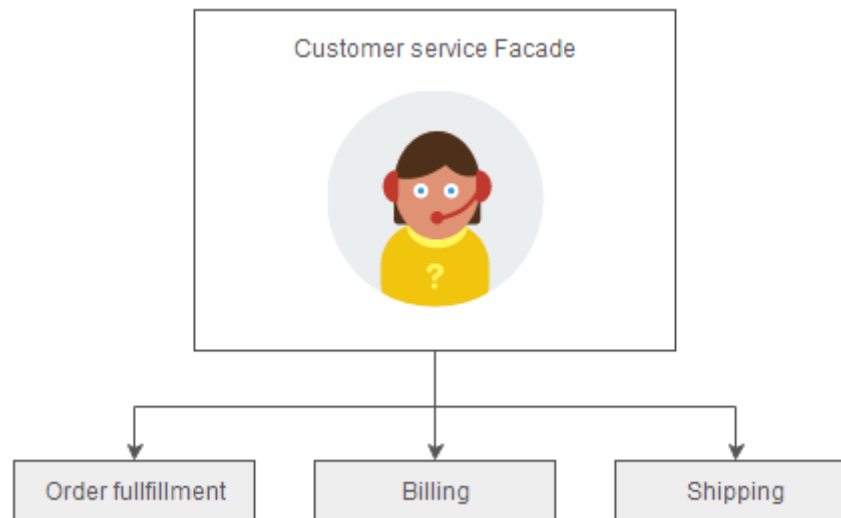 Customer service Facade
?
Order fullfillment
Billing
Shipping